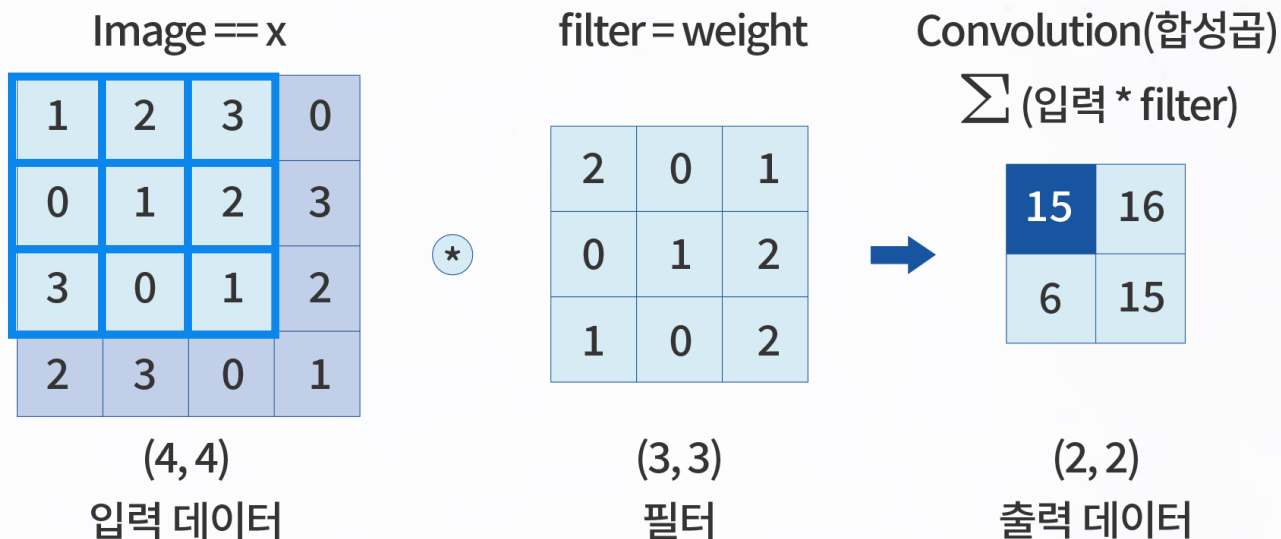 Image == x
filter = weight
Convolution(합성곱)
∑ (입력 * filter)
1 2 3 0
0 1 2 3
3 0 1 2
2 3 0 1
*
2 0 1
0 1 2
1 0 2
15 16
6 15
(4, 4)
입력 데이터
(3, 3)
필터
(2, 2)
출력 데이터